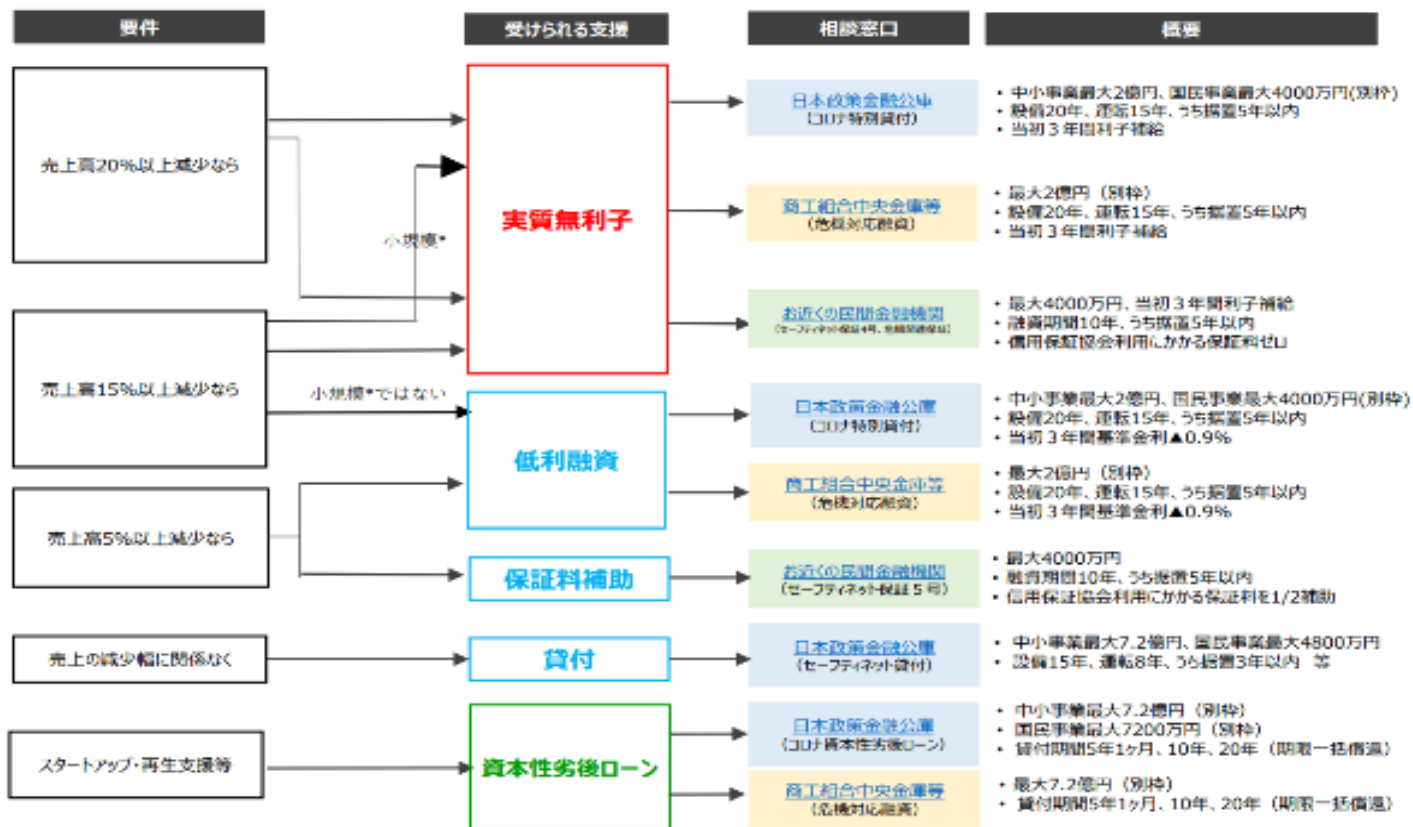 要件
受けられる支援
相談窓口
概要
売上高20%以上減少なら
売上高15%以上減少なら
売上高5%以上減少なら
売上の減少幅に関係なく
スタートアップ・再生支援等
小規模*
小規模*ではない
実質無利子
低利融資
保証料補助
貸付
資本性劣後ローン
日本政策金融公庫
(コロナ特別貸付)
・中小事業最大2億円、国民事業最大4000万円(別枠)
・設備20年、運転15年、うち据置5年以内
・当初3年間利子補給
商工組合中央金庫等
(危機対応融資)
・最大2億円（別枠）
・設備20年、運転15年、うち据置5年以内
・当初3年間利子補給
お近くの民間金融機関
(セーフティネット保証4号、危機関連保証)
・最大4000万円、当初3年間利子補給
・融資期間10年、うち据置5年以内
・信用保証協会利用にかかる保証料ゼロ
日本政策金融公庫
(コロナ特別貸付)
・中小事業最大2億円、国民事業最大4000万円(別枠)
・設備20年、運転15年、うち据置5年以内
・当初3年間基準金利▲0.9%
商工組合中央金庫等
(危機対応融資)
・最大2億円（別枠）
・設備20年、運転15年、うち据置5年以内
・当初3年間基準金利▲0.9%
お近くの民間金融機関
(セーフティネット保証5号)
・最大4000万円
・融資期間10年、うち据置5年以内
・信用保証協会利用にかかる保証料を1/2補助
日本政策金融公庫
(セーフティネット貸付)
・中小事業最大7.2億円、国民事業最大4800万円
・設備15年、運転8年、うち据置3年以内 等
日本政策金融公庫
(コロナ資本性劣後ローン)
・中小事業最大7.2億円（別枠）
・国民事業最大7200万円（別枠）
・貸付期間5年1ヶ月、10年、20年（期限一括償還）
商工組合中央金庫等
(危機対応融資)
・最大7.2億円（別枠）
・貸付期間5年1ヶ月、10年、20年（期限一括償還）